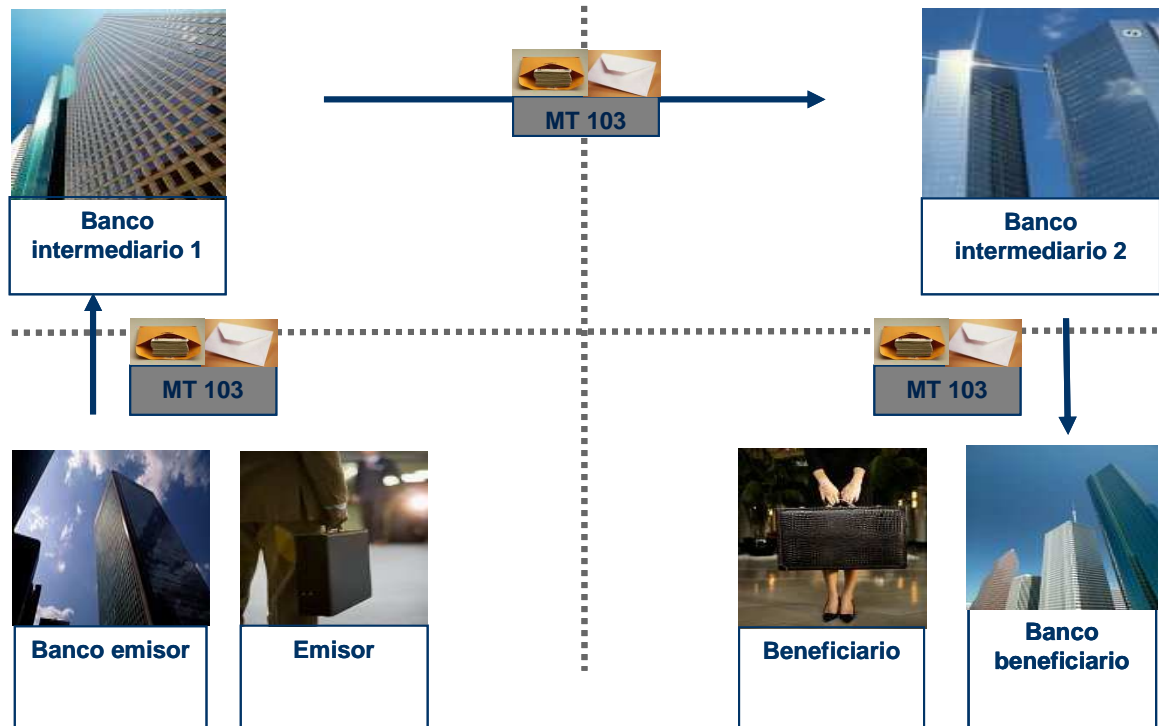 MT 103
Banco
intermediario 1
Banco
intermediario 2
MT 103
MT 103
Banco emisor
Emisor
Beneficiario
Banco
beneficiario